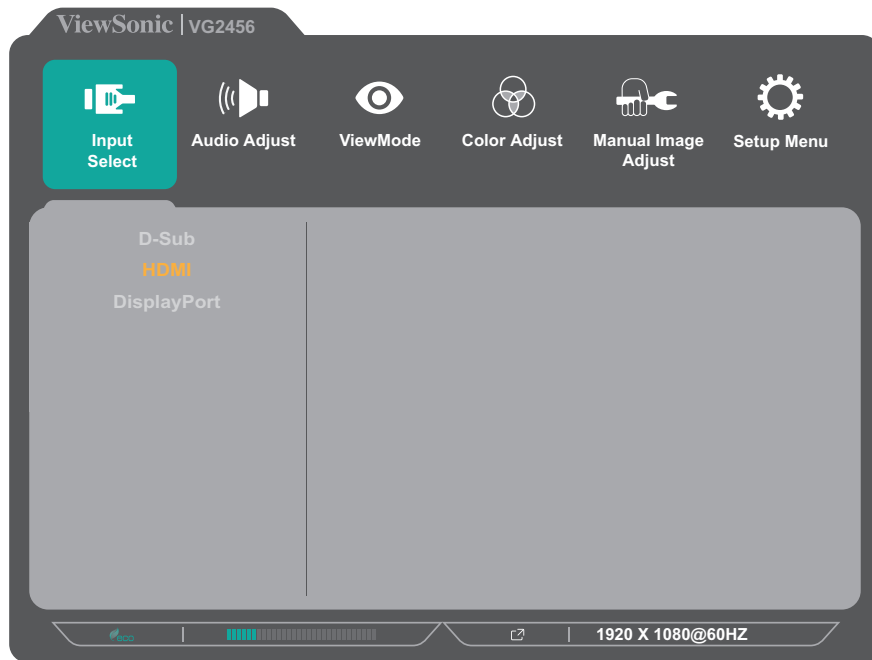 ViewSonic | VG2456
Input
Select
Audio Adjust
ViewMode
Color Adjust
Manual Image
Adjust
Setup Menu
D-Sub
HDMI
DisplayPort
eco
1920 X 1080@60HZ